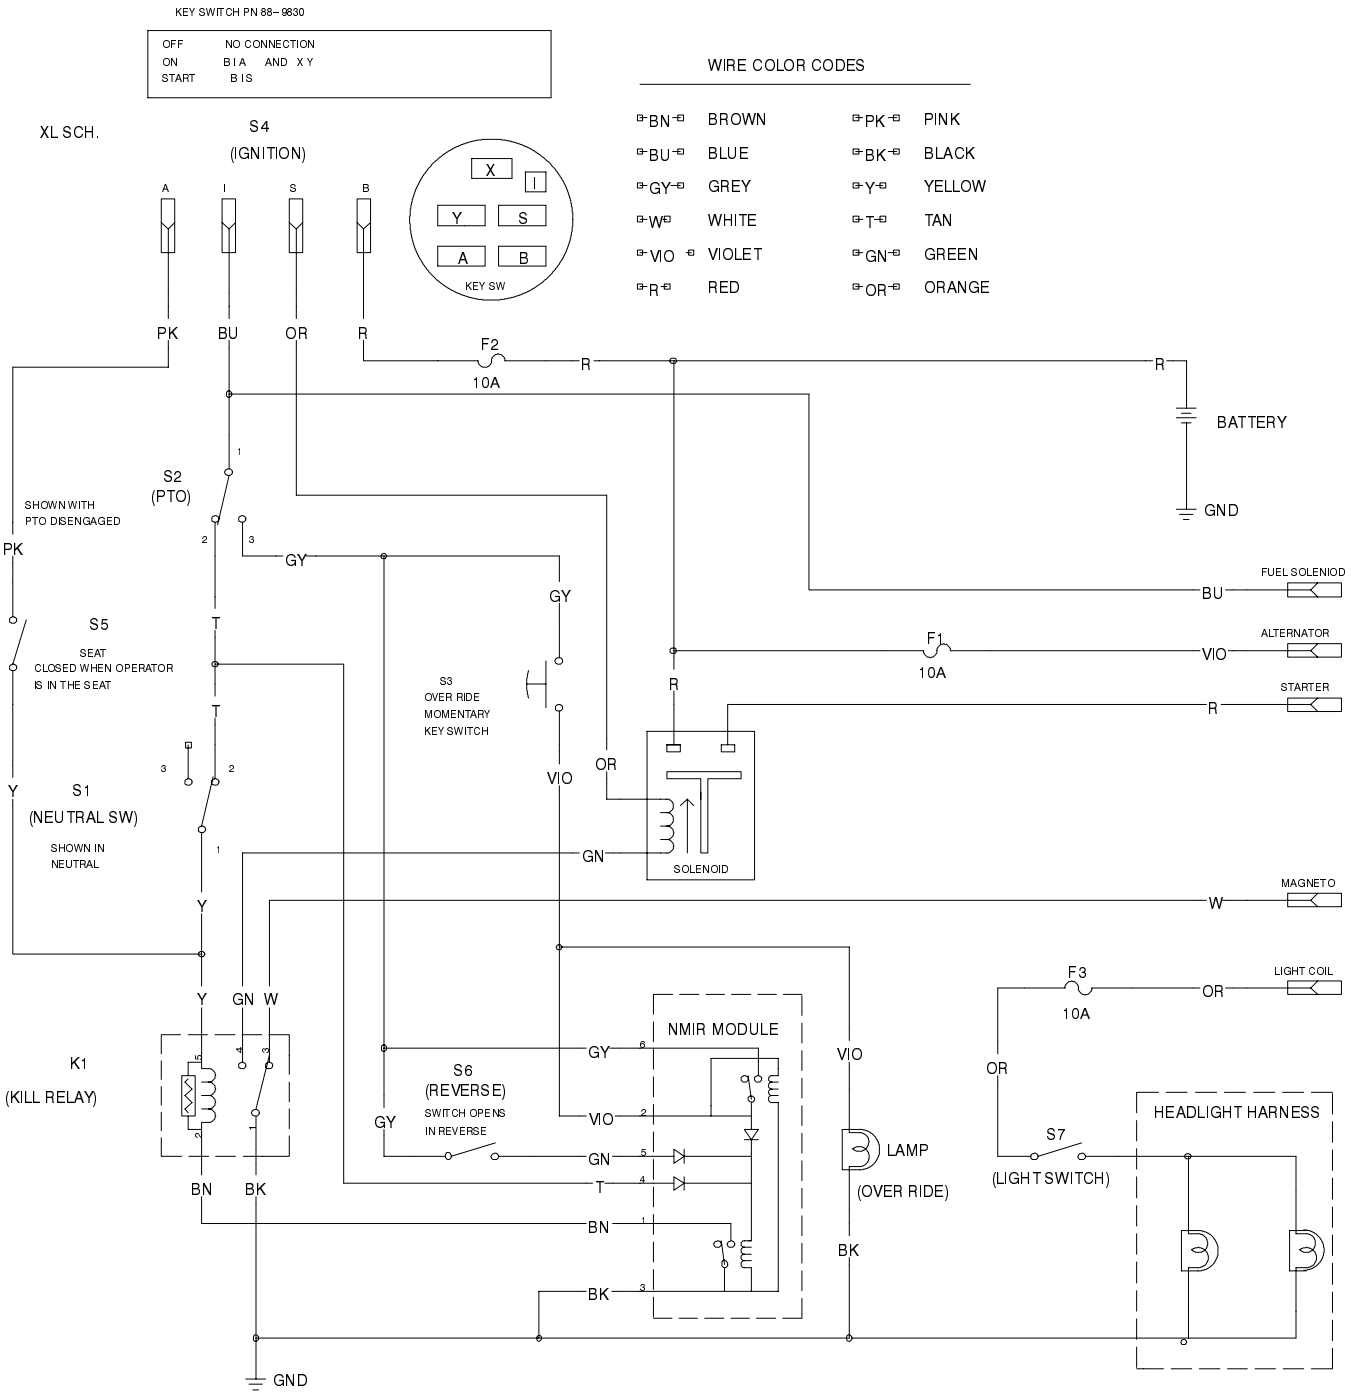 KEY SWITCH PN 88-9830
OFF NO CONNECTION
ON B I A AND X Y
START B I S
WIRE COLOR CODES
BN BROWN PK PINK
BU BLUE BK BLACK
GY GREY Y YELLOW
W WHITE T TAN
VIO VIOLET GN GREEN
R RED OR ORANGE
XL SCH.
S4
(IGNITION)
A I S B
X
I
Y S
A B
KEY SW
PK BU OR R
F2
10A
R
R
BATTERY
GND
1
S2
(PTO)
SHOWN WITH
PTO DISENGAGED
2 3
PK
GY
GY
FUEL SOLENIOD
BU
T
S5
SEAT
CLOSED WHEN OPERATOR
IS IN THE SEAT
F1
10A
ALTERNATOR
VIO
S3
OVER RIDE
MOMENTARY
KEY SWITCH
R
STARTER
R
T
3 2
VIO
OR
Y
S1
(NEUTRAL SW)
SHOWN IN
NEUTRAL
1
GN
SOLENOID
MAGNETO
W
Y
Y GN W
F3
10A
LIGHT COIL
OR
NMIR MODULE
K1
(KILL RELAY)
5 4 3
2 1
GY 6
VIO
OR
S6
(REVERSE)
SWITCH OPENS
IN REVERSE
GY
VIO 2
GN 5
T 4
BN 1
BK 3
BN BK
LAMP
(OVER RIDE)
BK
S7
(LIGHT SWITCH)
HEADLIGHT HARNESS
GND